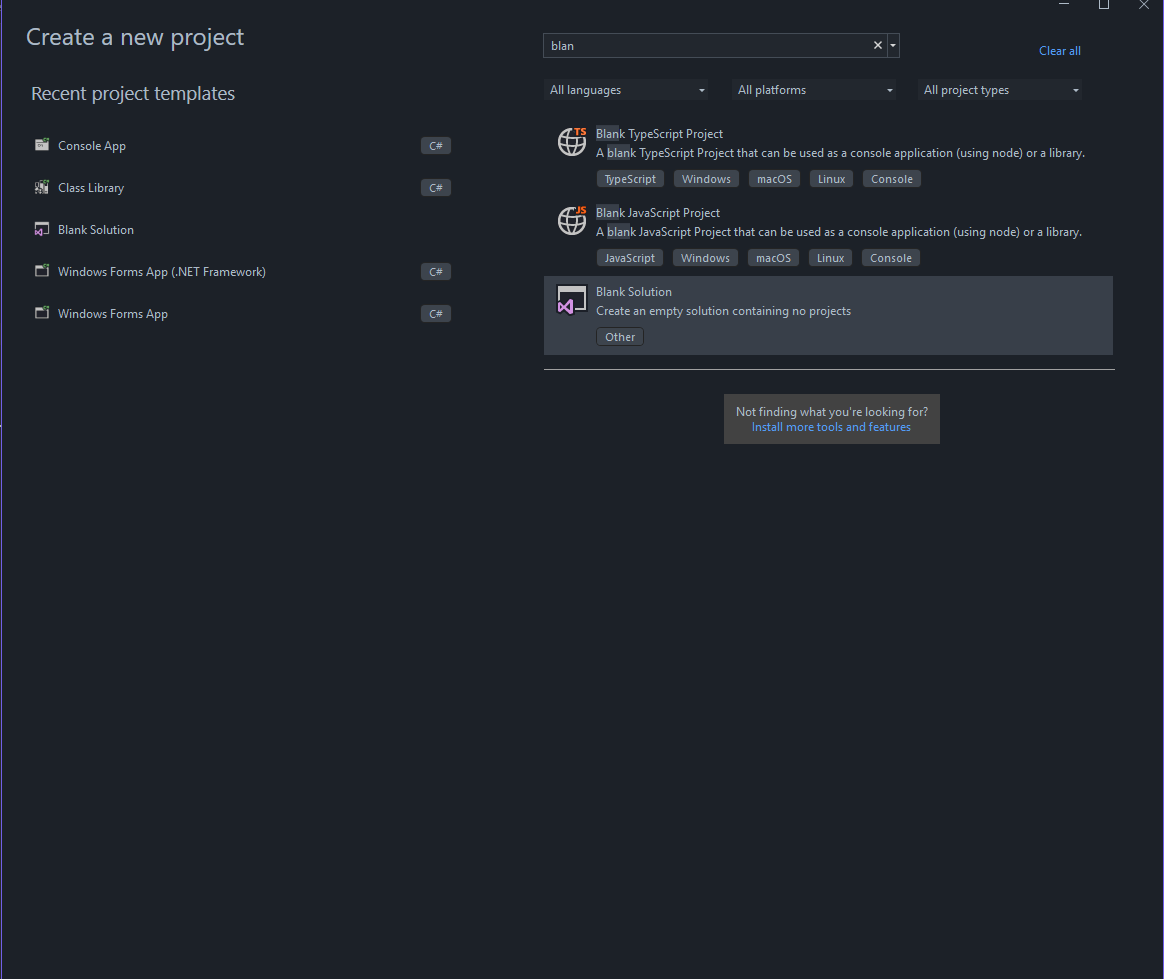 Create a new project
Recent project templates
Console App C#
Class Library C#
Blank Solution
Windows Forms App (.NET Framework) C#
Windows Forms App C#
blan
Clear all
All languages All platforms All project types
TS
Blank TypeScript Project
A blank TypeScript Project that can be used as a console application (using node) or a library.
TypeScript Windows macOS Linux Console
JS
Blank JavaScript Project
A blank JavaScript Project that can be used as a console application (using node) or a library.
JavaScript Windows macOS Linux Console
Blank Solution
Create an empty solution containing no projects
Other
Not finding what you're looking for?
Install more tools and features